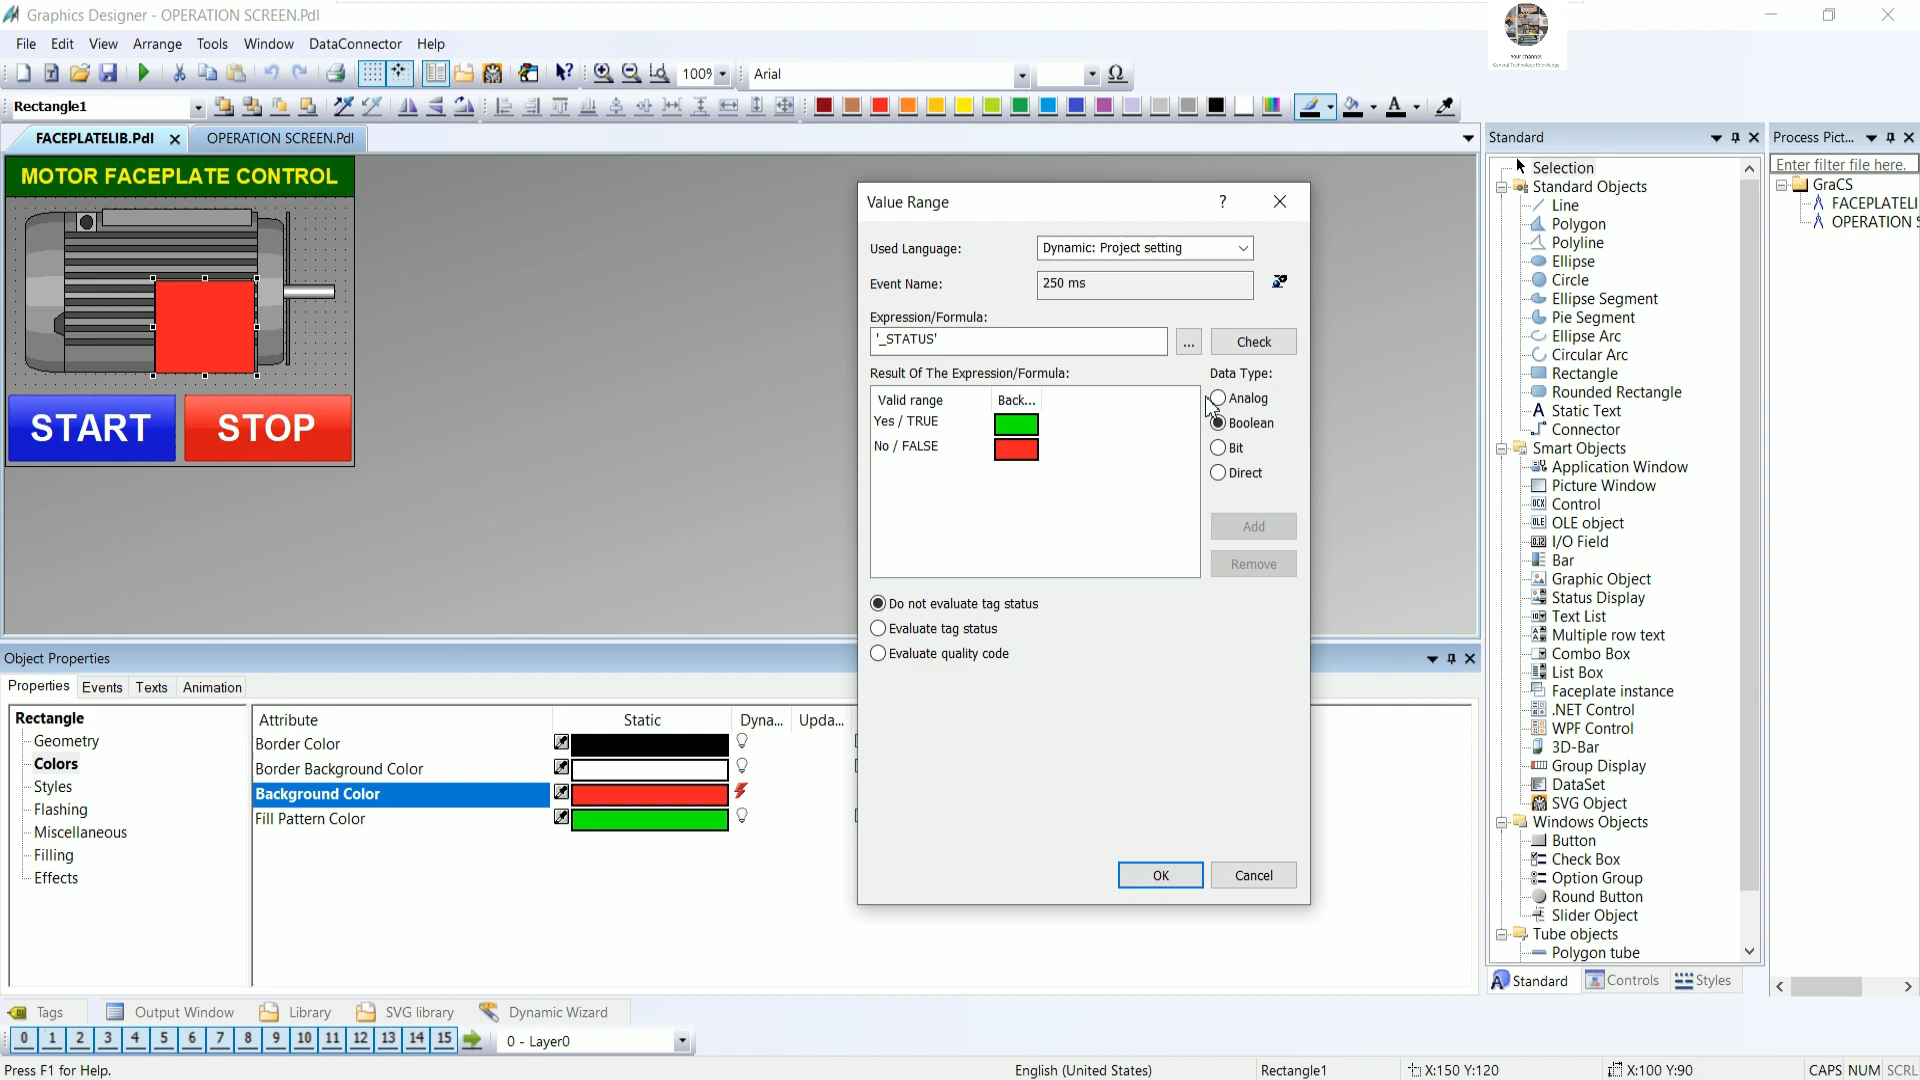 Graphics Designer - OPERATION SCREEN.Pdl
Your channel
General Technology Knowledge
File Edit View Arrange Tools Window DataConnector Help
100% Arial
Rectangle1
FACEPLATELIB.Pdl OPERATION SCREEN.Pdl
MOTOR FACEPLATE CONTROL
START STOP
Value Range
Used Language: Dynamic: Project setting
Event Name: 250 ms
Expression/Formula:
'_STATUS' ... Check
Result Of The Expression/Formula: Data Type:
Valid range Back... Analog
Yes / TRUE Boolean
No / FALSE Bit
Direct
Add
Remove
Do not evaluate tag status
Evaluate tag status
Evaluate quality code
OK Cancel
Object Properties
Properties Events Texts Animation
Rectangle
Geometry
Colors
Styles
Flashing
Miscellaneous
Filling
Effects
Attribute Static Dyna... Upda...
Border Color
Border Background Color
Background Color
Fill Pattern Color
Standard
Selection
Standard Objects
Line
Polygon
Polyline
Ellipse
Circle
Ellipse Segment
Pie Segment
Ellipse Arc
Circular Arc
Rectangle
Rounded Rectangle
Static Text
Connector
Smart Objects
Application Window
Picture Window
Control
OLE object
I/O Field
Bar
Graphic Object
Status Display
Text List
Multiple row text
Combo Box
List Box
Faceplate instance
.NET Control
WPF Control
3D-Bar
Group Display
DataSet
SVG Object
Windows Objects
Button
Check Box
Option Group
Round Button
Slider Object
Tube objects
Polygon tube
Standard Controls Styles
Process Pict...
Enter filter file here.
GraCS
FACEPLATELI
OPERATION S
Tags Output Window Library SVG library Dynamic Wizard
0 1 2 3 4 5 6 7 8 9 10 11 12 13 14 15 0 - Layer0
Press F1 for Help. English (United States) Rectangle1 X:150 Y:120 X:100 Y:90 CAPS NUM SCRL